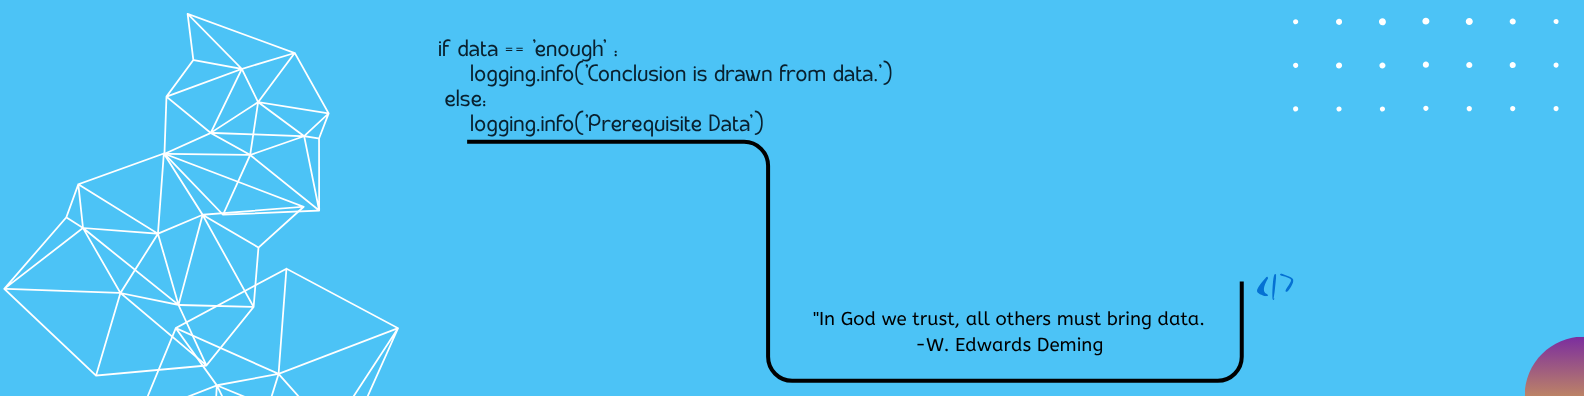 if data == 'enough' :
logging.info('Conclusion is drawn from data.')
else:
logging.info('Prerequisite Data')
"In God we trust, all others must bring data.
-W. Edwards Deming